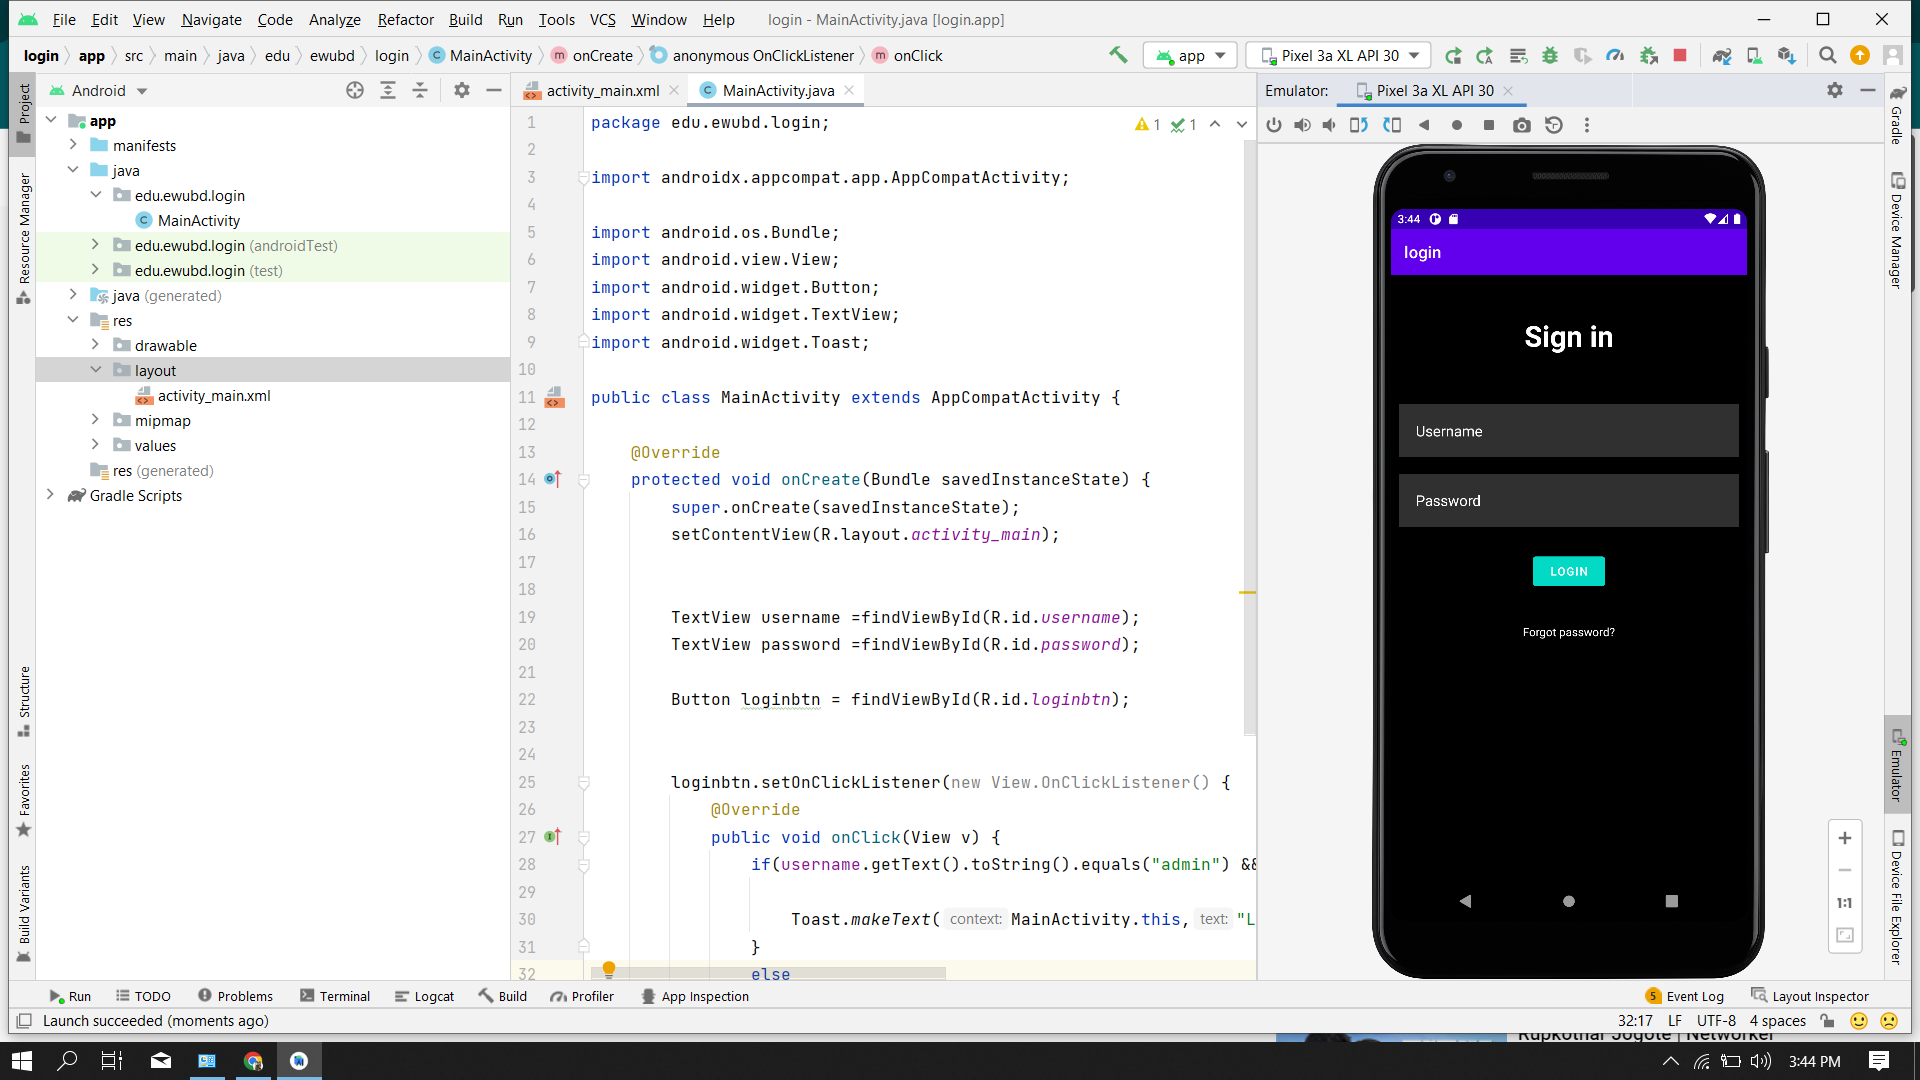 File Edit View Navigate Code Analyze Refactor Build Run Tools VCS Window Help login - MainActivity.java [login.app]
login app src main java edu ewubd login MainActivity onCreate anonymous OnClickListener onClick app Pixel 3a XL API 30
Project
Resource Manager
Structure
Favorites
Build Variants
Android
app
manifests
java
edu.ewubd.login
MainActivity
edu.ewubd.login (androidTest)
edu.ewubd.login (test)
java (generated)
res
drawable
layout
activity_main.xml
mipmap
values
res (generated)
Gradle Scripts
activity_main.xml MainActivity.java
1 1
1 package edu.ewubd.login;
2
3 import androidx.appcompat.app.AppCompatActivity;
4
5 import android.os.Bundle;
6 import android.view.View;
7 import android.widget.Button;
8 import android.widget.TextView;
9 import android.widget.Toast;
10
11 public class MainActivity extends AppCompatActivity {
12
13 @Override
14 protected void onCreate(Bundle savedInstanceState) {
15 super.onCreate(savedInstanceState);
16 setContentView(R.layout.activity_main);
17
18
19 TextView username =findViewById(R.id.username);
20 TextView password =findViewById(R.id.password);
21
22 Button loginbtn = findViewById(R.id.loginbtn);
23
24
25 loginbtn.setOnClickListener(new View.OnClickListener() {
26 @Override
27 public void onClick(View v) {
28 if(username.getText().toString().equals("admin") &&
29
30 Toast.makeText( context: MainActivity.this, text: "L
31 }
32 else
Emulator: Pixel 3a XL API 30
3:44
login
Sign in
Username
Password
LOGIN
Forgot password?
1:1
Gradle
Device Manager
Emulator
Device File Explorer
Run TODO Problems Terminal Logcat Build Profiler App Inspection 5 Event Log Layout Inspector
Launch succeeded (moments ago) 32:17 LF UTF-8 4 spaces
Rupkothar Jogote | Networker
3:44 PM